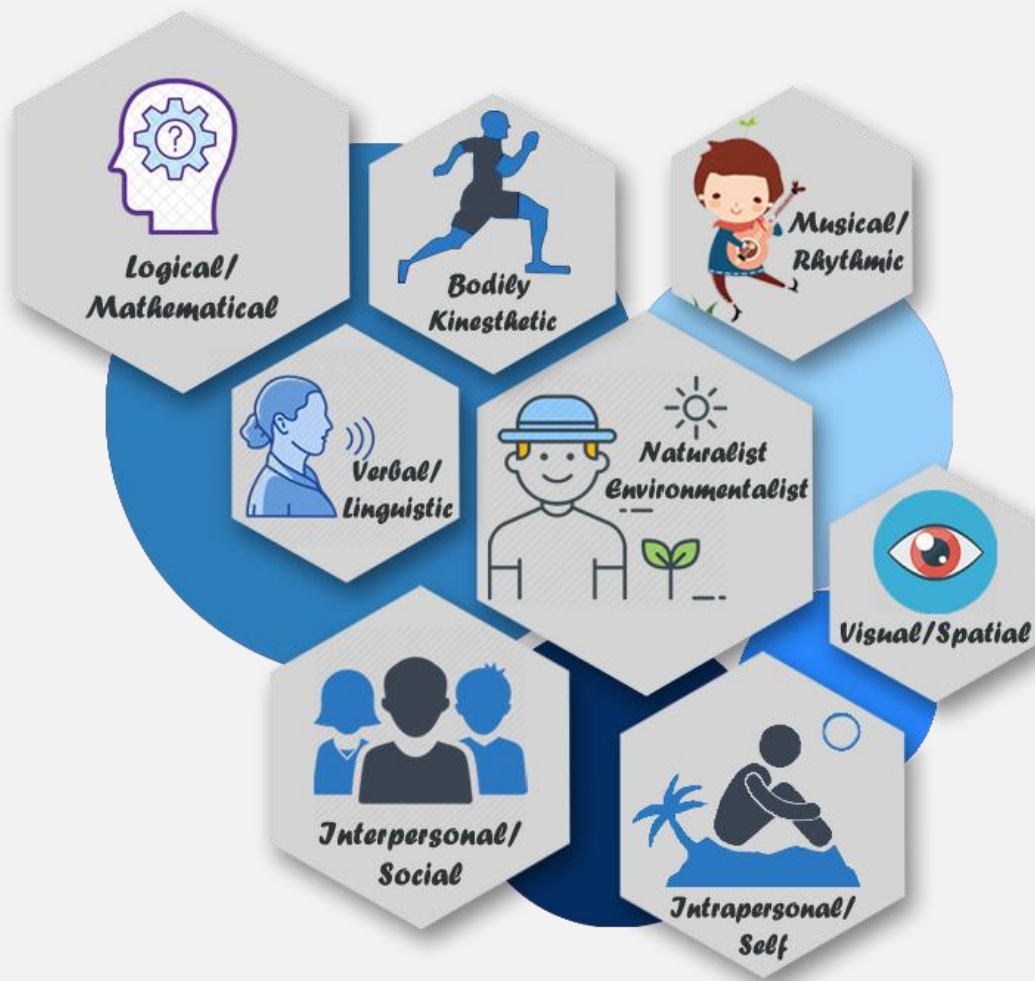 ?
Logical/
Mathematical
Bodily
Kinesthetic
Musical/
Rhythmic
Verbal/
Linguistic
Naturalist
Environmentalist
Visual/Spatial
Interpersonal/
Social
Intrapersonal/
Self